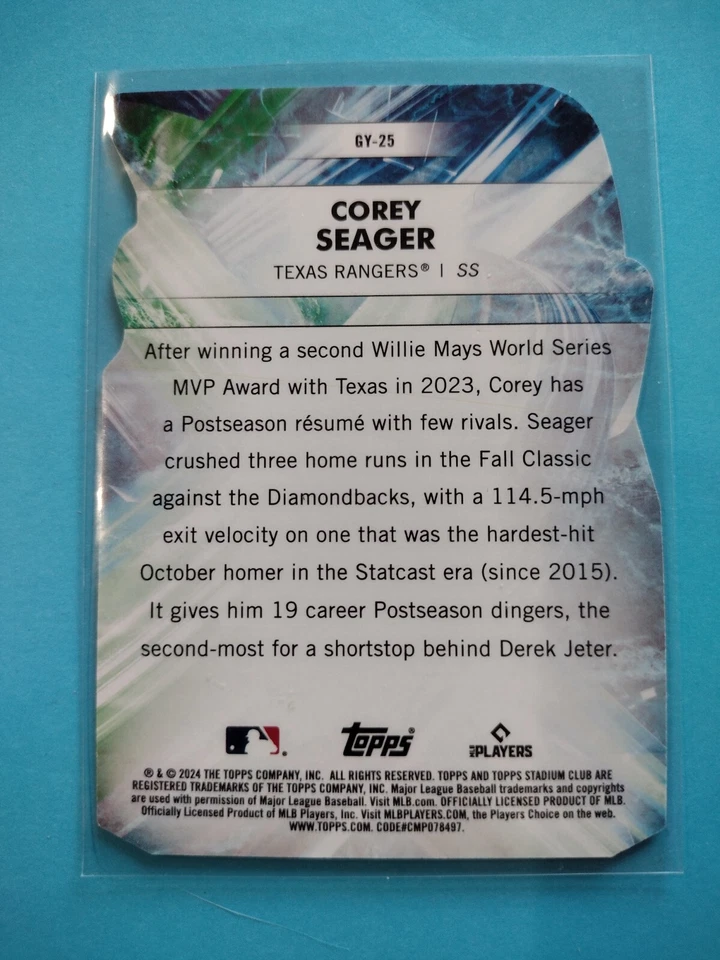 GY-25
COREY
SEAGER
TEXAS RANGERS® | SS
After winning a second Willie Mays World Series
MVP Award with Texas in 2023, Corey has
a Postseason résumé with few rivals. Seager
crushed three home runs in the Fall Classic
against the Diamondbacks, with a 114.5-mph
exit velocity on one that was the hardest-hit
October homer in the Statcast era (since 2015).
It gives him 19 career Postseason dingers, the
second-most for a shortstop behind Derek Jeter.
topps® MLB PLAYERS
® & © 2024 THE TOPPS COMPANY, INC. ALL RIGHTS RESERVED. TOPPS AND TOPPS STADIUM CLUB ARE
REGISTERED TRADEMARKS OF THE TOPPS COMPANY, INC. Major League Baseball trademarks and copyrights
are used with permission of Major League Baseball. Visit MLB.com. OFFICIALLY LICENSED PRODUCT OF MLB.
Officially Licensed Product of MLB Players, Inc. Visit MLBPLAYERS.COM, the Players Choice on the web.
WWW.TOPPS.COM. CODE#CMP078497.